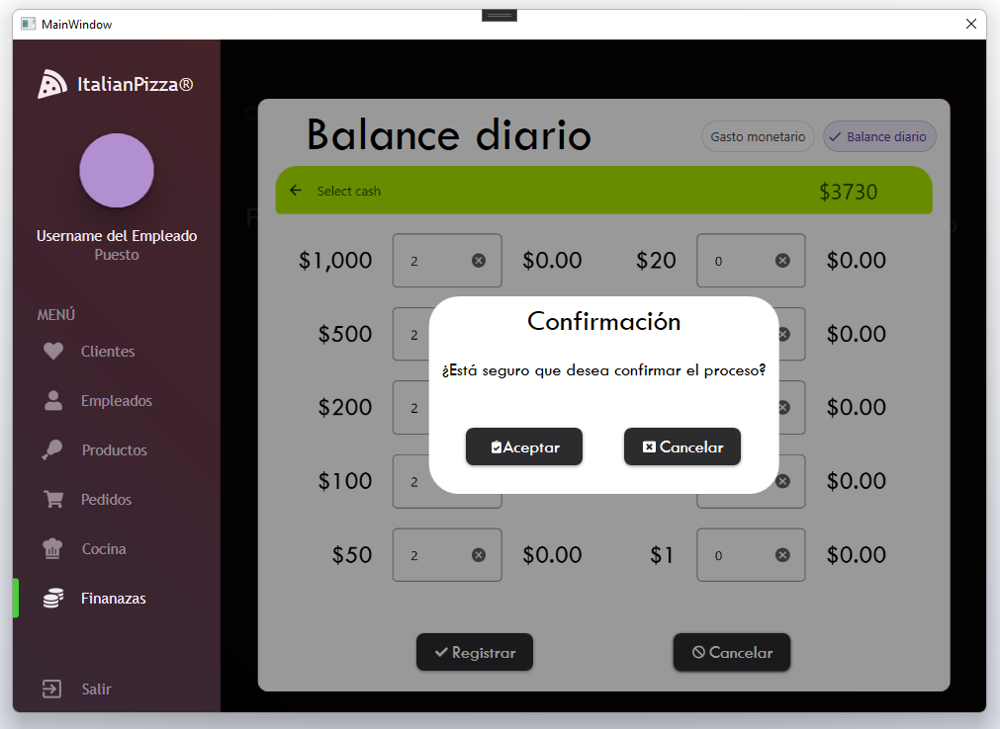 MainWindow
ItalianPizza®
Username del Empleado
Puesto
MENÚ
Clientes
Empleados
Productos
Pedidos
Cocina
Finanazas
Salir
Balance diario
Gasto monetario
Balance diario
Select cash
$3730
$1,000 2 $0.00 $20 0 $0.00
$500 2 $0.00
$200 2 $0.00
$100 2 $0.00
$50 2 $0.00 $1 0 $0.00
Confirmación
¿Está seguro que desea confirmar el proceso?
Aceptar
Cancelar
Registrar
Cancelar